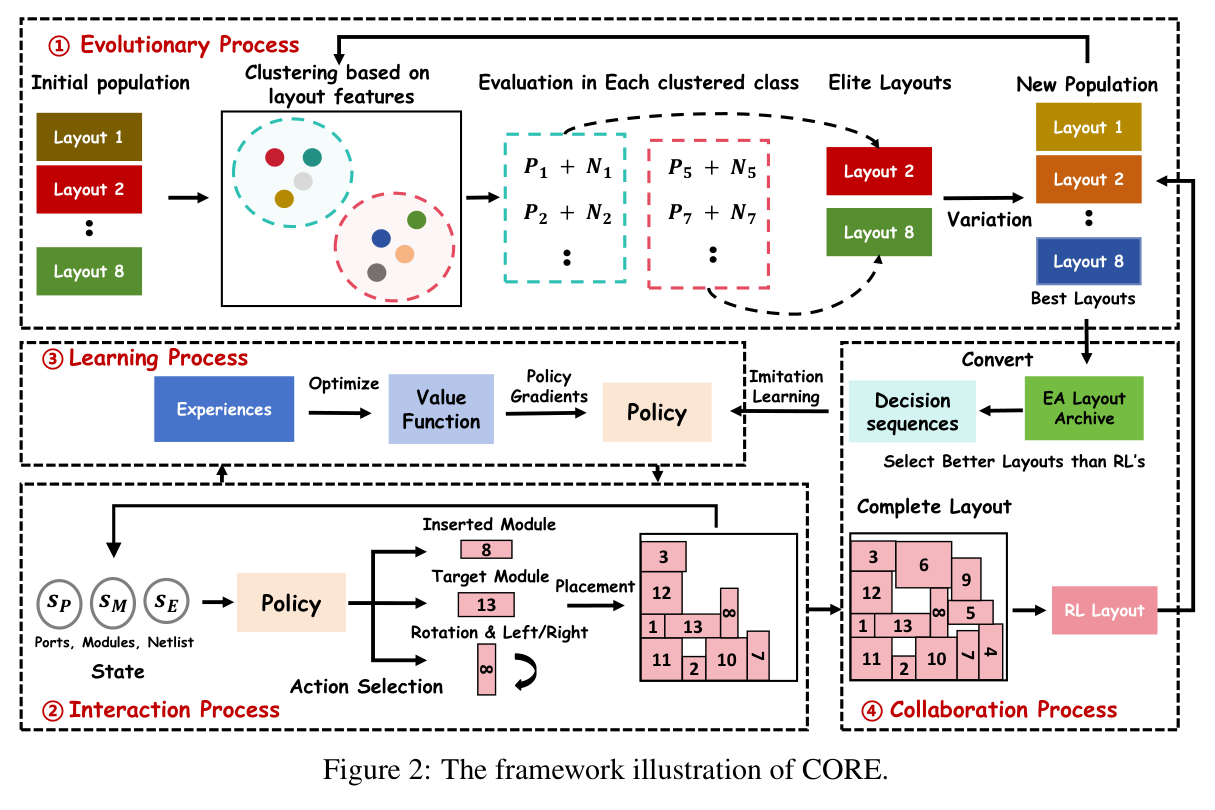 ① Evolutionary Process
Initial population
Layout 1
Layout 2
Layout 8
Clustering based on
layout features
Evaluation in Each clustered class
P₁ + N₁
P₂ + N₂
P₅ + N₅
P₇ + N₇
Elite Layouts
Layout 2
Layout 8
Variation
New Population
Layout 1
Layout 2
Layout 8
Best Layouts
③ Learning Process
Experiences
Optimize
Value
Function
Policy
Gradients
Policy
Imitation
Learning
Convert
Decision
sequences
EA Layout
Archive
Select Better Layouts than RL's
S_P
S_M
S_E
Ports, Modules, Netlist
State
Policy
Inserted Module
8
Target Module
13
Rotation & Left/Right
8
Action Selection
Placement
3
12
8
1
13
11
2
10
7
② Interaction Process
Complete Layout
3
6
9
12
8
5
1
13
11
2
10
7
4
RL Layout
④ Collaboration Process
Figure 2: The framework illustration of CORE.